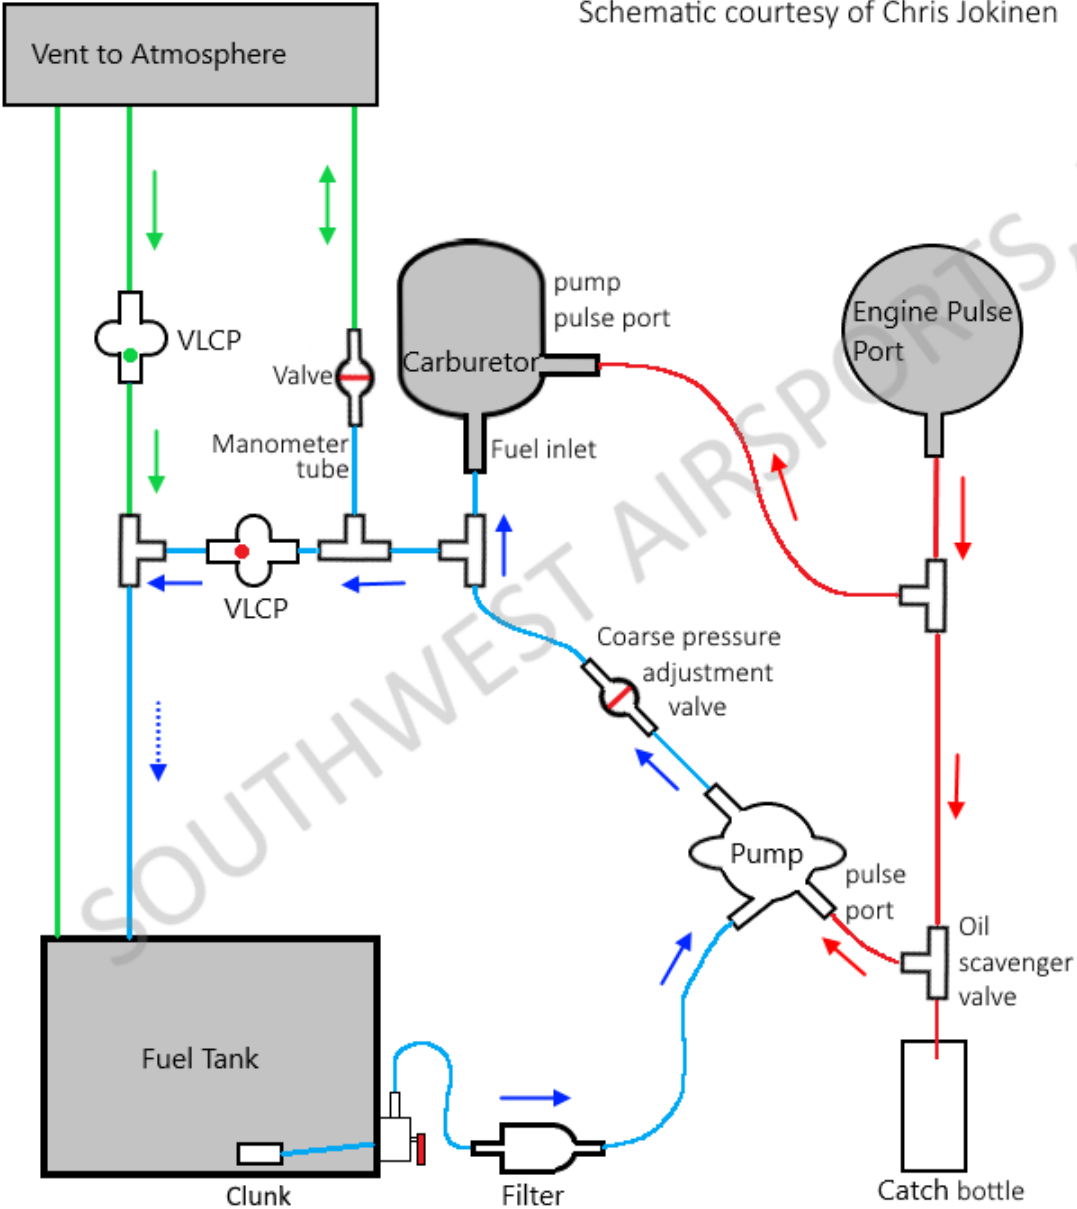 Schematic courtesy of Chris Jokinen
Vent to Atmosphere
VLCP
Valve
Manometer
tube
pump
pulse port
Carburetor
Fuel inlet
Engine Pulse
Port
VLCP
Coarse pressure
adjustment
valve
Pump
pulse
port
Oil
scavenger
valve
Fuel Tank
Clunk
Filter
Catch bottle
SOUTHWEST AIRSPORTS,